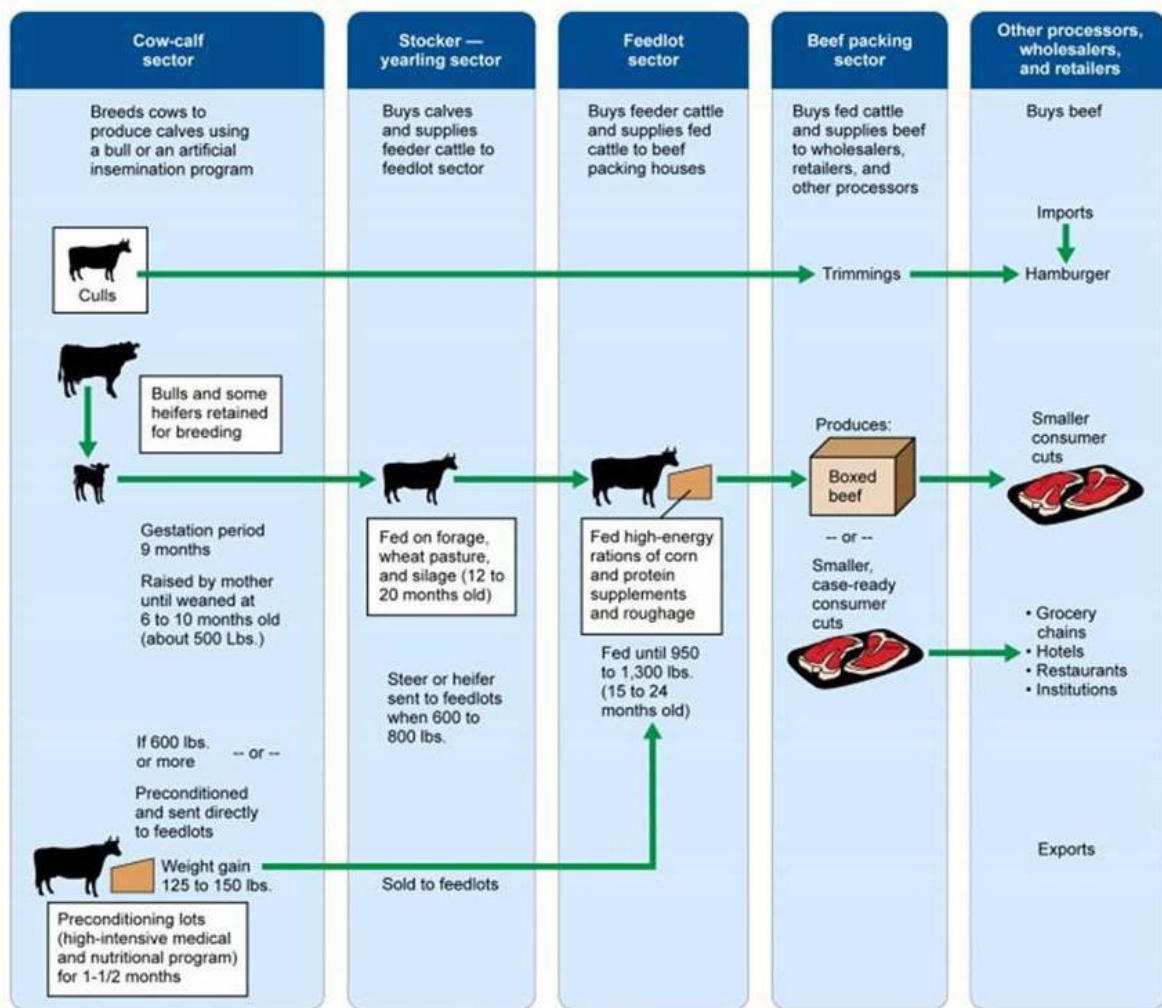 Cow-calf
sector
Stocker —
yearling sector
Feedlot
sector
Beef packing
sector
Other processors,
wholesalers,
and retailers
Breeds cows to
produce calves using
a bull or an artificial
insemination program
Buys calves
and supplies
feeder cattle to
feedlot sector
Buys feeder cattle
and supplies fed
cattle to beef
packing houses
Buys fed cattle
and supplies beef
to wholesalers,
retailers, and
other processors
Buys beef
Imports
Culls
Trimmings
Hamburger
Bulls and some
heifers retained
for breeding
Produces:
Boxed
beef
Smaller
consumer
cuts
Gestation period
9 months
Raised by mother
until weaned at
6 to 10 months old
(about 500 Lbs.)
Fed on forage,
wheat pasture,
and silage (12 to
20 months old)
Fed high-energy
rations of corn
and protein
supplements
and roughage
-- or --
Smaller,
case-ready
consumer
cuts
• Grocery
chains
• Hotels
• Restaurants
• Institutions
Steer or heifer
sent to feedlots
when 600 to
800 lbs.
Fed until 950
to 1,300 lbs.
(15 to 24
months old)
If 600 lbs.
or more
-- or --
Preconditioned
and sent directly
to feedlots
Weight gain
125 to 150 lbs.
Sold to feedlots
Exports
Preconditioning lots
(high-intensive medical
and nutritional program)
for 1-1/2 months